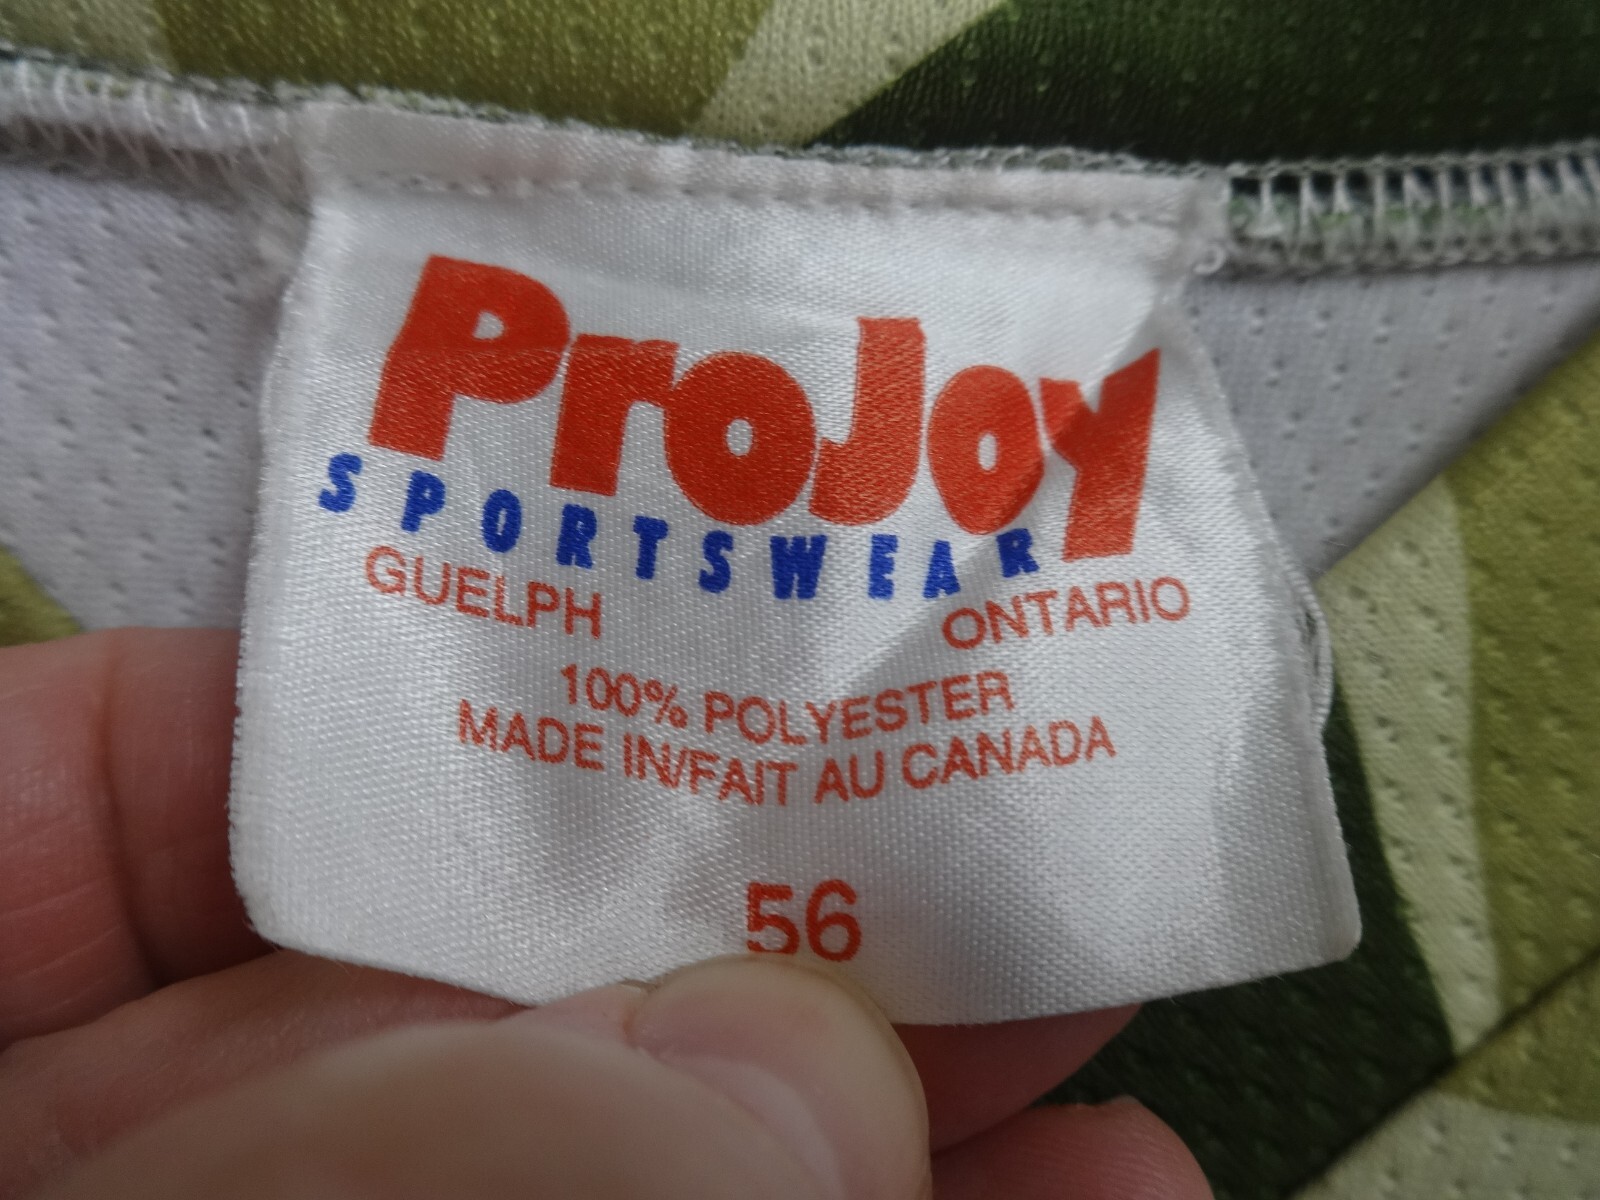 ProJoy
SPORTSWEAR
GUELPH ONTARIO
100% POLYESTER
MADE IN/FAIT AU CANADA
56